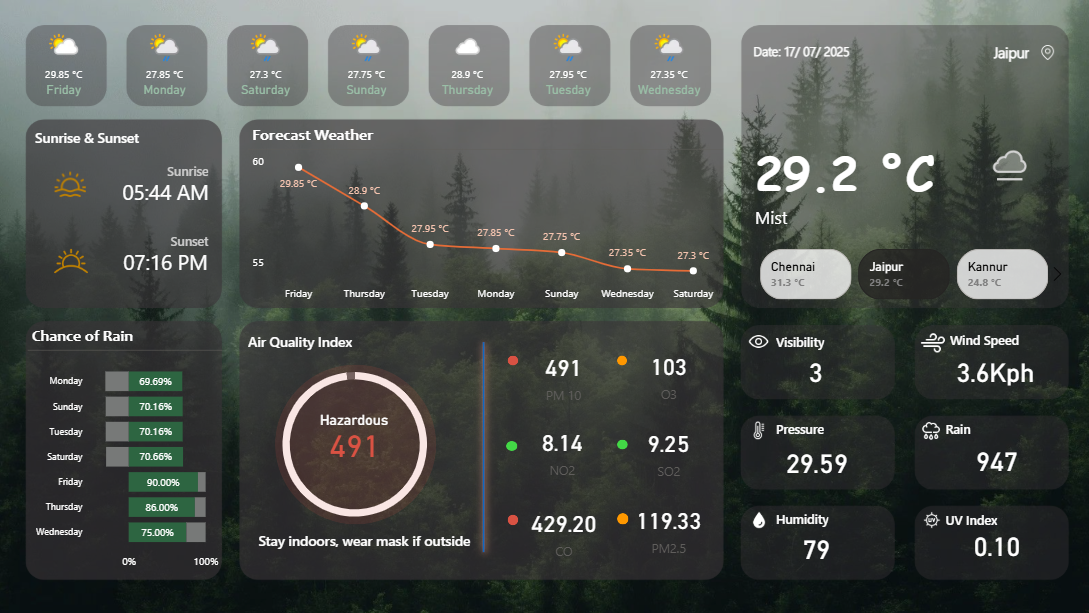 29.85 °C
Friday
27.85 °C
Monday
27.3 °C
Saturday
27.75 °C
Sunday
28.9 °C
Thursday
27.95 °C
Tuesday
27.35 °C
Wednesday
Date: 17/ 07/ 2025
Jaipur
29.2 °C
Mist
Chennai
31.3 °C
Jaipur
29.2 °C
Kannur
24.8 °C
Sunrise & Sunset
Sunrise
05:44 AM
Sunset
07:16 PM
Forecast Weather
60
55
29.85 °C
28.9 °C
27.95 °C
27.85 °C
27.75 °C
27.35 °C
27.3 °C
Friday
Thursday
Tuesday
Monday
Sunday
Wednesday
Saturday
Chance of Rain
Monday 69.69%
Sunday 70.16%
Tuesday 70.16%
Saturday 70.66%
Friday 90.00%
Thursday 86.00%
Wednesday 75.00%
0% 100%
Air Quality Index
Hazardous
491
Stay indoors, wear mask if outside
491
PM 10
103
O3
8.14
NO2
9.25
SO2
429.20
CO
119.33
PM2.5
Visibility
3
Wind Speed
3.6Kph
Pressure
29.59
Rain
947
Humidity
79
UV
UV Index
0.10